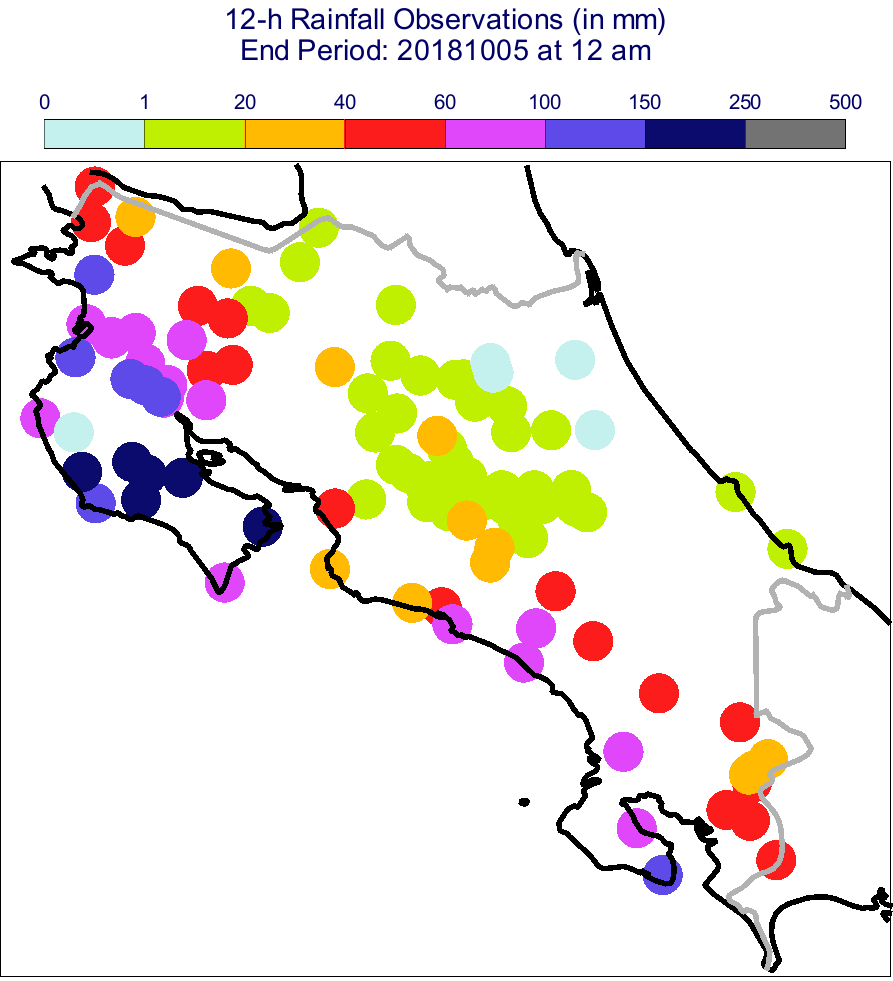 12-h Rainfall Observations (in mm)
End Period: 20181005 at 12 am
0 1 20 40 60 100 150 250 500